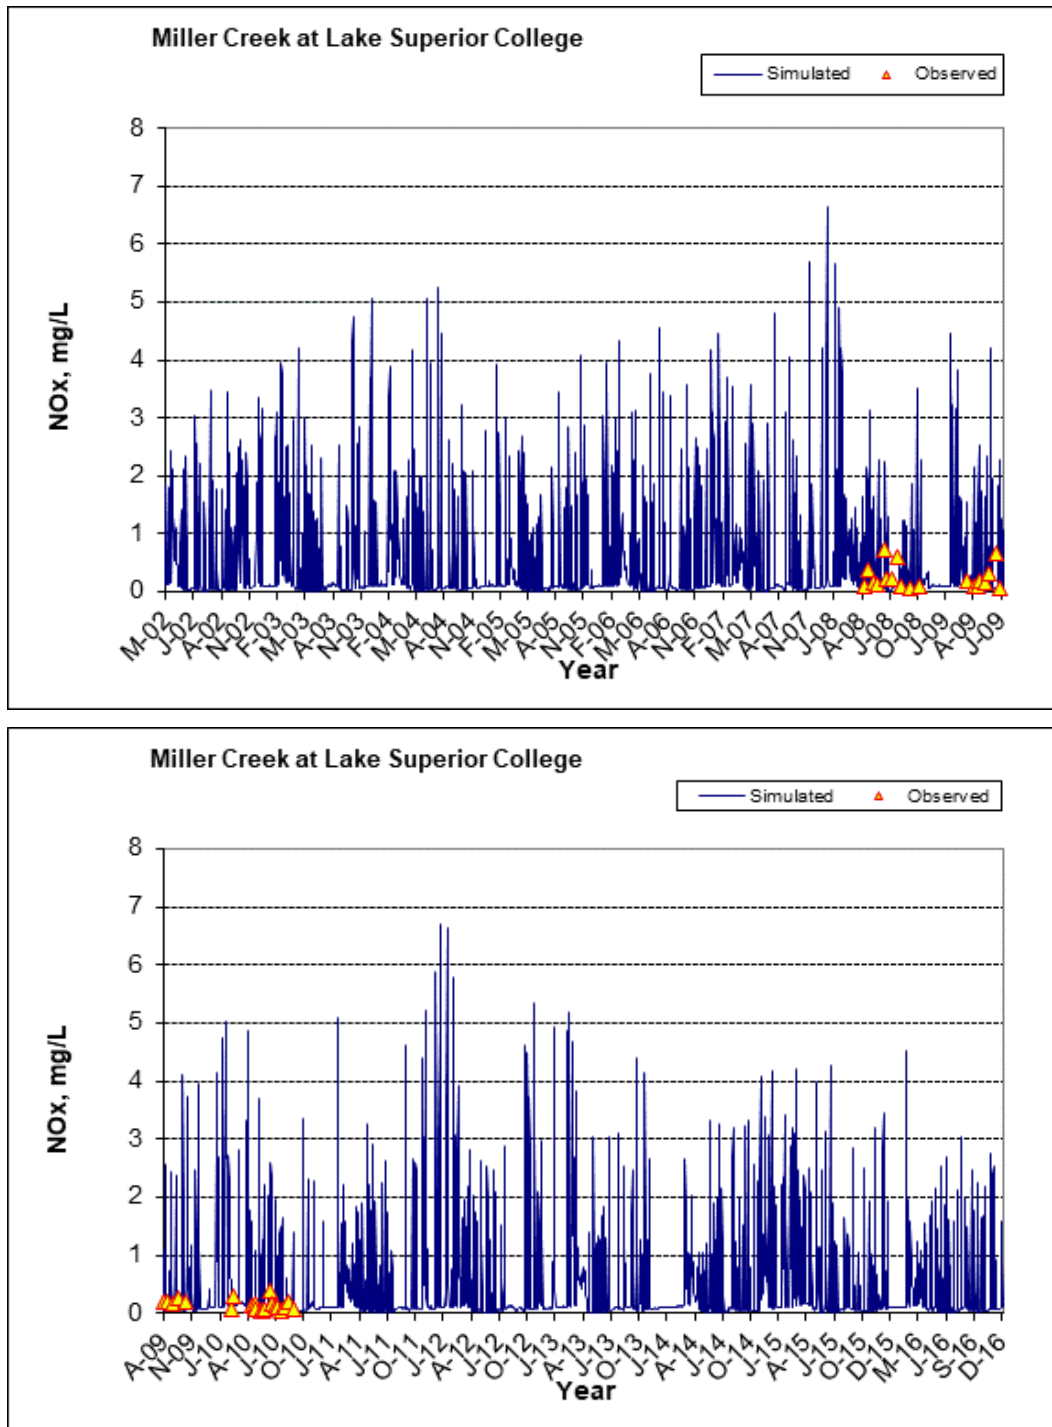 Miller Creek at Lake Superior College
Simulated Observed
8
7
6
5
4
3
2
1
0
NOx, mg/L
M-02 J-02 A-02 N-02 F-03 M-03 A-03 N-03 F-04 M-04 A-04 N-04 F-05 M-05 A-05 N-05 F-06 M-06 A-06 N-06 F-07 M-07 A-07 N-07 J-08 A-08 J-08 O-08 J-09 A-09 J-09
Year
Miller Creek at Lake Superior College
Simulated Observed
8
7
6
5
4
3
2
1
0
NOx, mg/L
A-09 N-09 J-10 A-10 J-10 O-10 J-11 A-11 J-11 O-11 J-12 A-12 J-12 O-12 J-13 A-13 J-13 O-13 J-14 A-14 J-14 O-14 J-15 A-15 J-15 O-15 D-15 M-16 J-16 S-16 D-16
Year